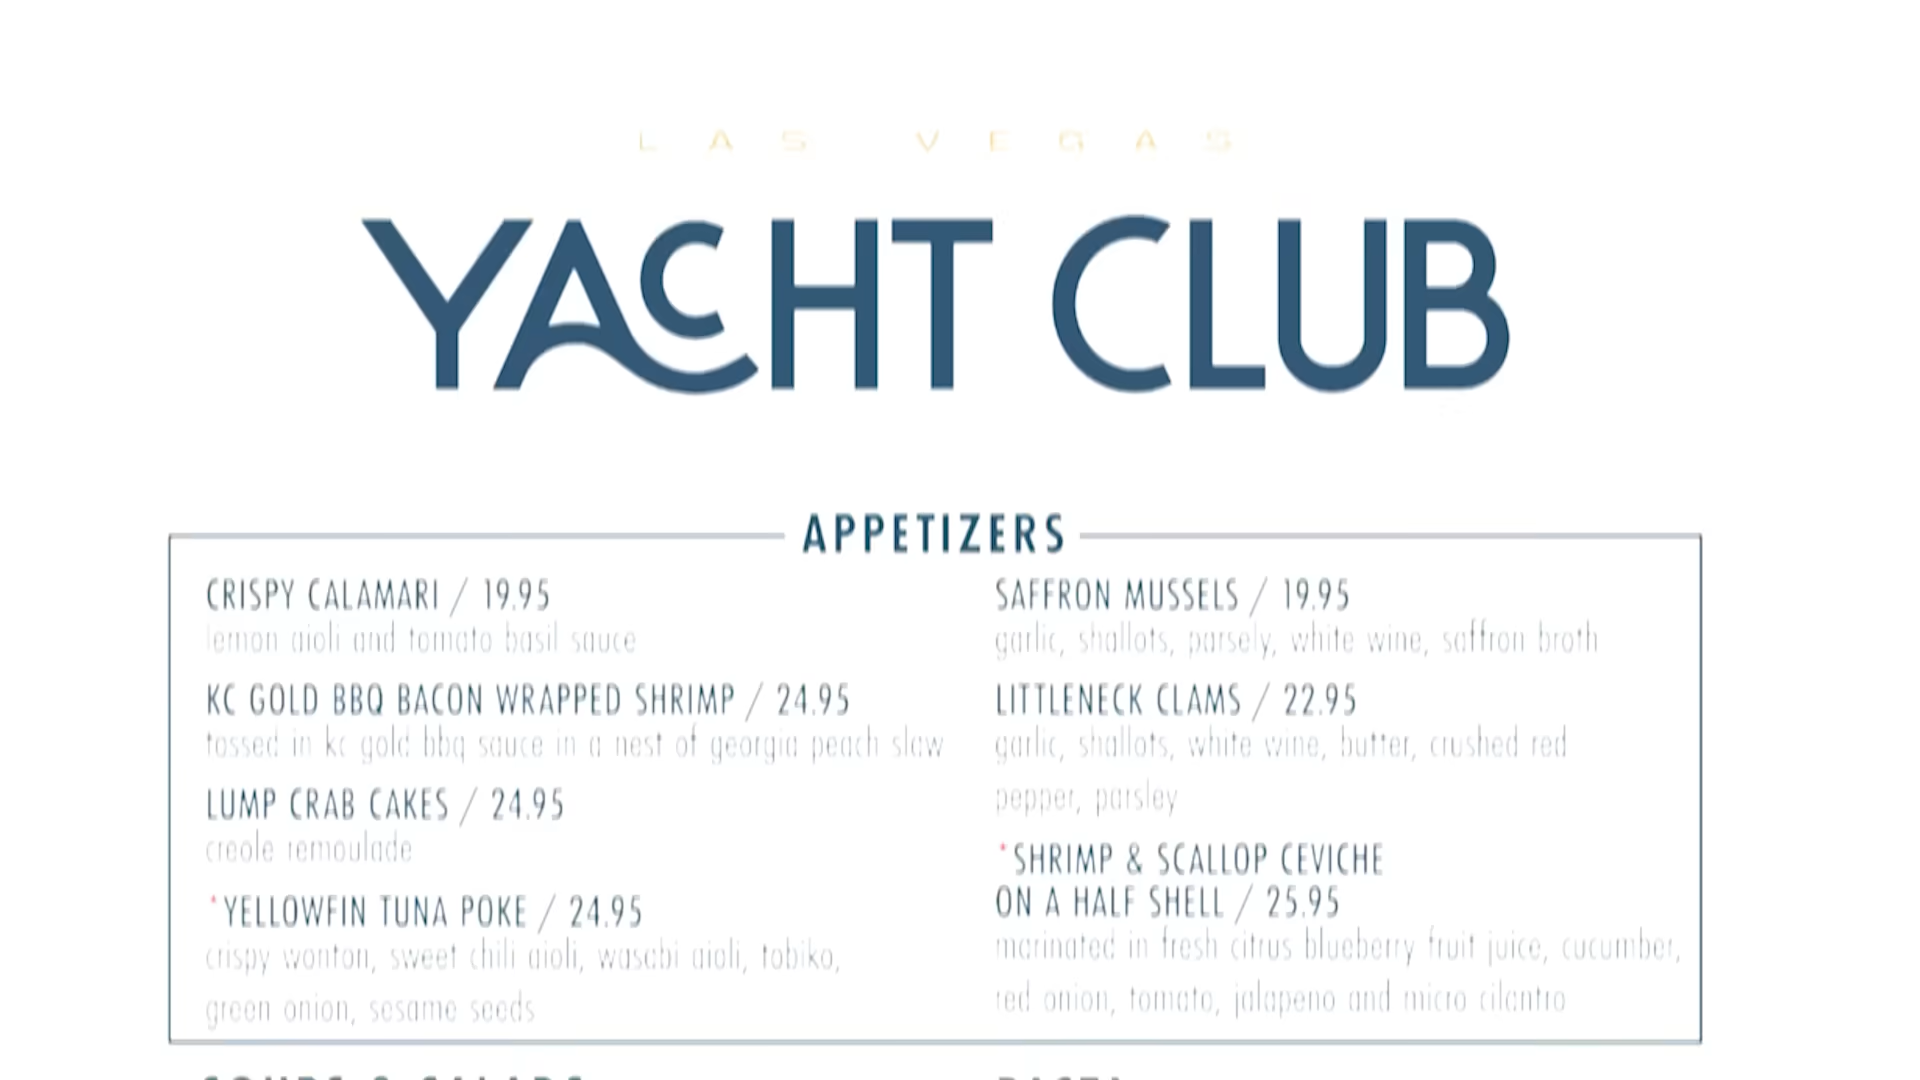 LAS VEGAS
YACHT CLUB
APPETIZERS
CRISPY CALAMARI / 19.95
lemon aioli and tomato basil sauce
KC GOLD BBQ BACON WRAPPED SHRIMP / 24.95
tossed in kc gold bbq sauce in a nest of georgia peach slaw
LUMP CRAB CAKES / 24.95
creole remoulade
*YELLOWFIN TUNA POKE / 24.95
crispy wonton, sweet chili aioli, wasabi aioli, tobiko,
green onion, sesame seeds
SAFFRON MUSSELS / 19.95
garlic, shallots, parsely, white wine, saffron broth
LITTLENECK CLAMS / 22.95
garlic, shallots, white wine, butter, crushed red
pepper, parsley
*SHRIMP & SCALLOP CEVICHE
ON A HALF SHELL / 25.95
marinated in fresh citrus blueberry fruit juice, cucumber,
red onion, tomato, jalapeno and micro cilantro
SOUPS & SALADS
PASTA